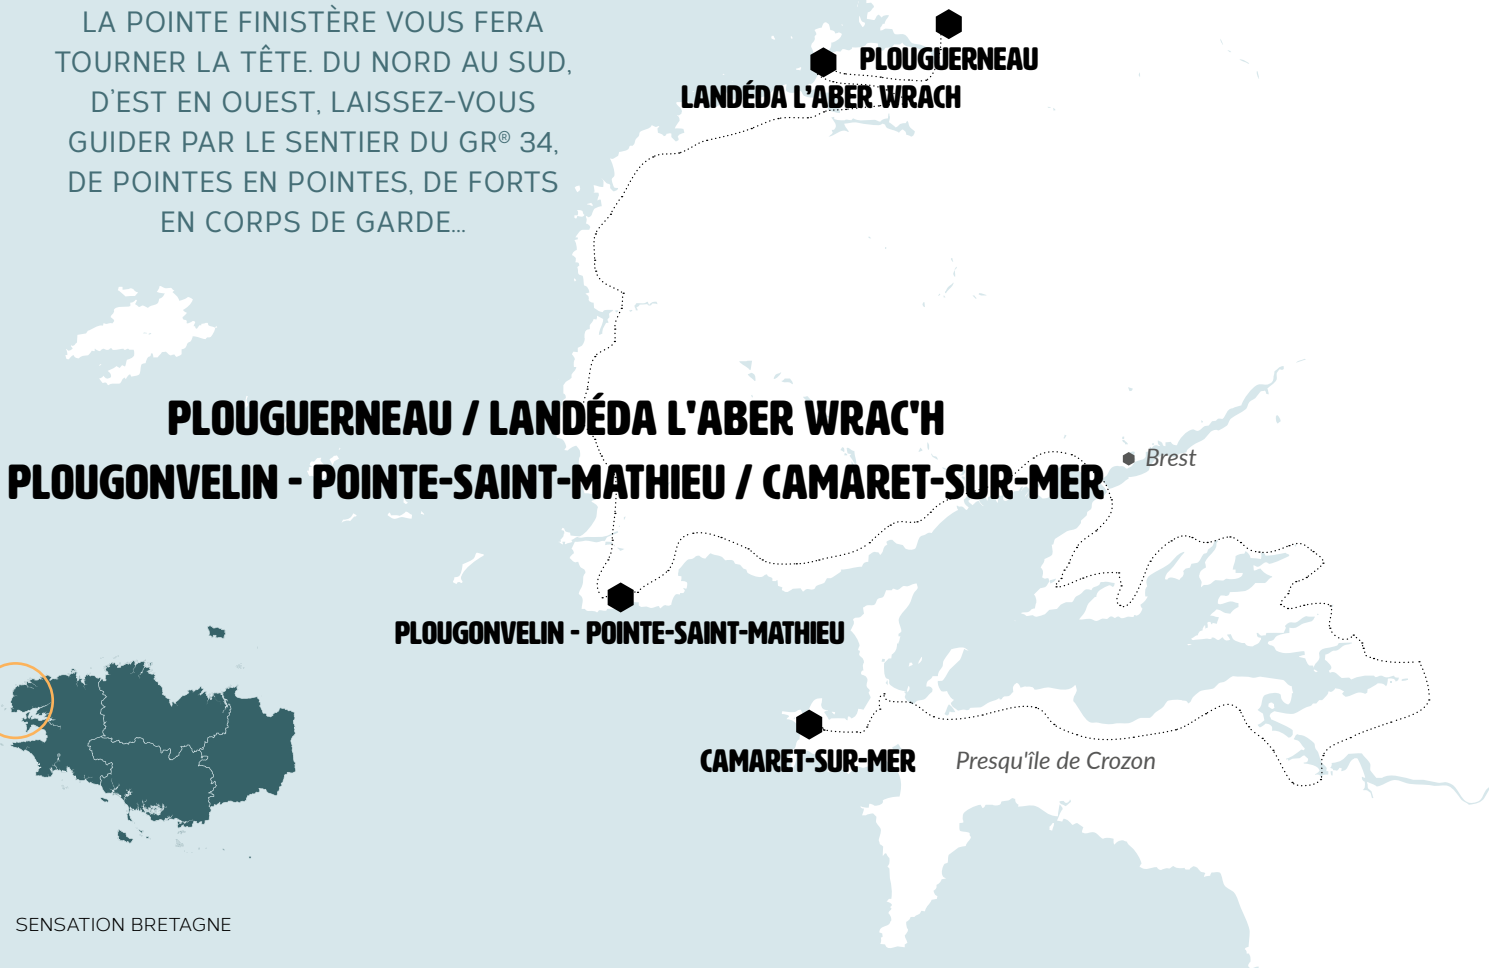 LA POINTE FINISTÈRE VOUS FERA
TOURNER LA TÊTE. DU NORD AU SUD,
D'EST EN OUEST, LAISSEZ-VOUS
GUIDER PAR LE SENTIER DU GR® 34,
DE POINTES EN POINTES, DE FORTS
EN CORPS DE GARDE...
PLOUGUERNEAU
LANDÉDA L'ABER WRACH
PLOUGUERNEAU / LANDÉDA L'ABER WRAC'H
PLOUGONVELIN - POINTE-SAINT-MATHIEU / CAMARET-SUR-MER
Brest
PLOUGONVELIN - POINTE-SAINT-MATHIEU
CAMARET-SUR-MER
Presqu'île de Crozon
SENSATION BRETAGNE